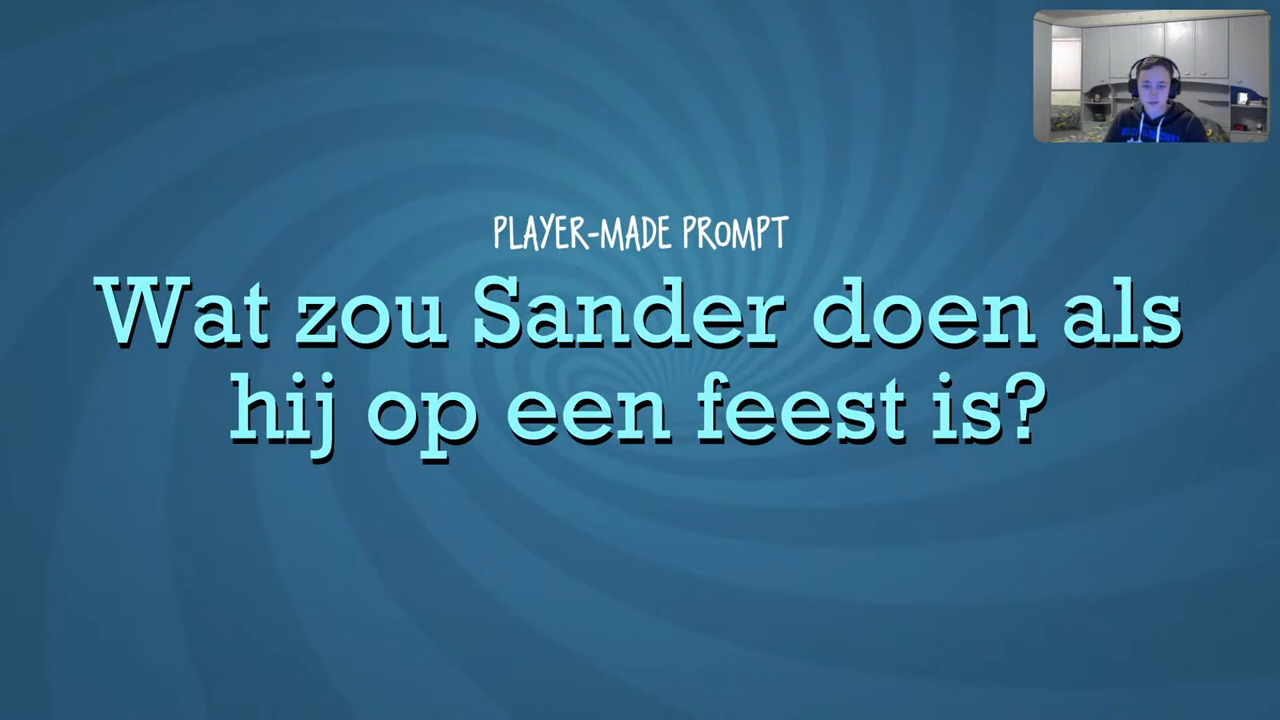 PLAYER-MADE PROMPT
Wat zou Sander doen als
hij op een feest is?